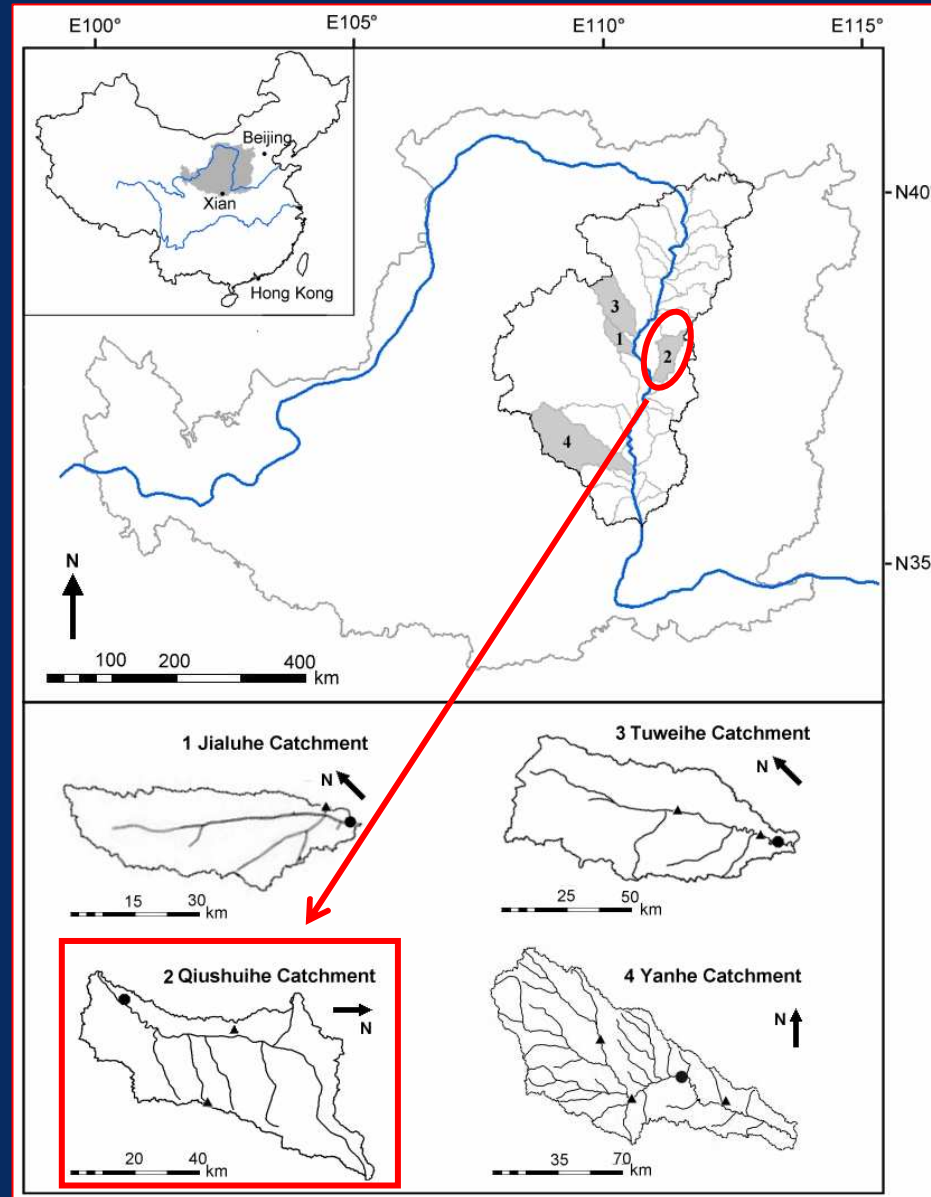 E100° E105° E110° E115°
Beijing
Xian
Hong Kong
N40
3
1
2
4
N35
N
100 200 400
km
1 Jialuhe Catchment
N
15 30
km
3 Tuweihe Catchment
N
25 50
km
2 Qiushuihe Catchment
N
20 40
km
4 Yanhe Catchment
N
35 70
km